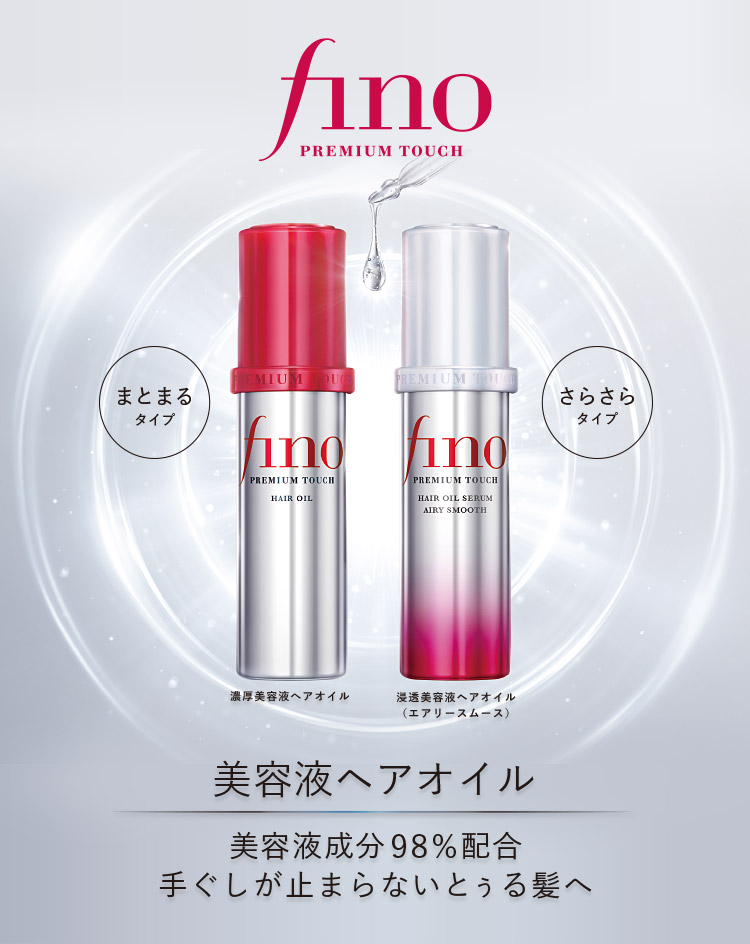 fino
PREMIUM TOUCH
PREMIUM TOUCH
PREMIUM TOUCH
まとまる
タイプ
さらさら
タイプ
fino
PREMIUM TOUCH
HAIR OIL
fino
PREMIUM TOUCH
HAIR OIL SERUM
AIRY SMOOTH
濃厚美容液ヘアオイル
浸透美容液ヘアオイル
（エアリースムース）
美容液ヘアオイル
美容液成分98%配合
手ぐしが止まらないとぅる髪へ